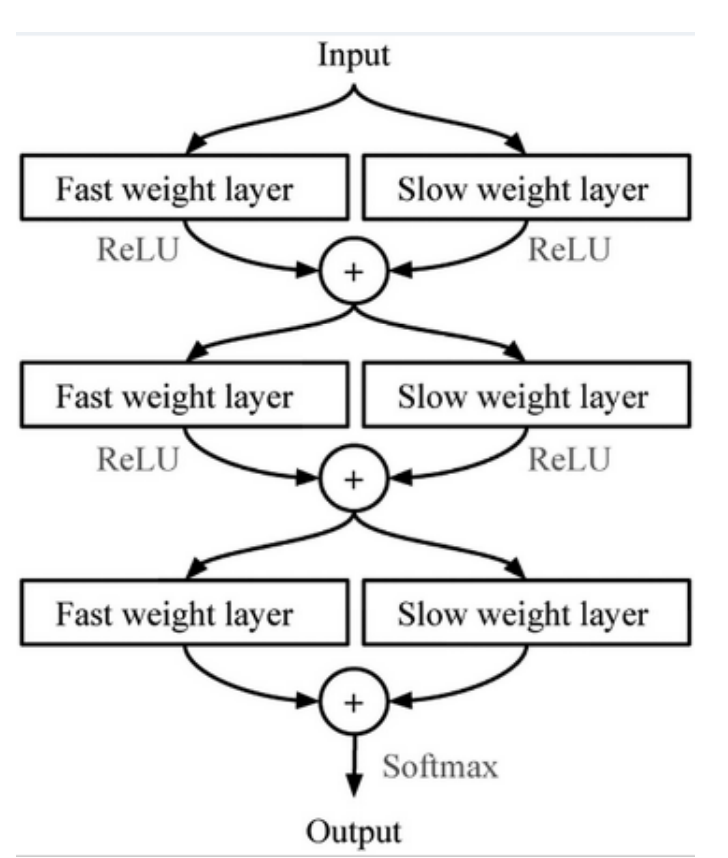 Input
Fast weight layer Slow weight layer
ReLU ReLU
+
Fast weight layer Slow weight layer
ReLU ReLU
+
Fast weight layer Slow weight layer
+
Softmax
Output